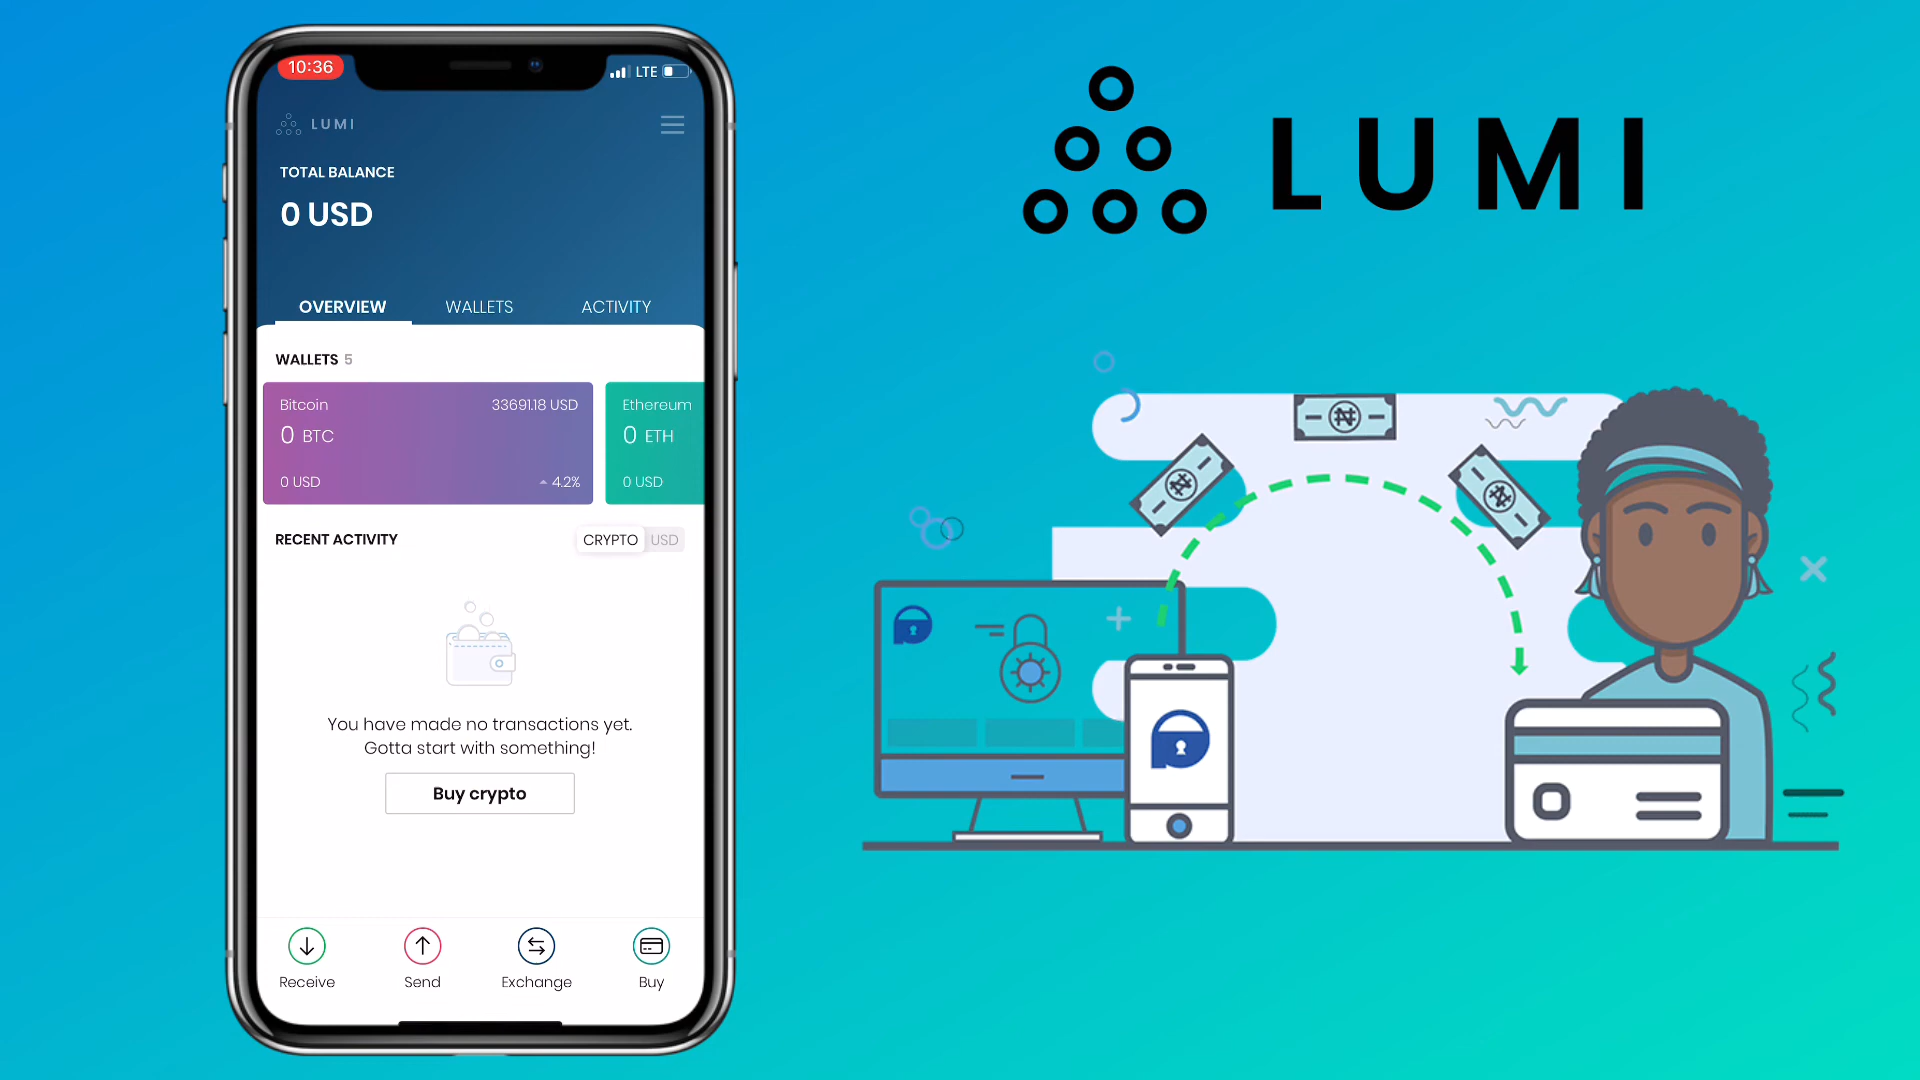 10:36
LTE
LUMI
TOTAL BALANCE
0 USD
OVERVIEW WALLETS ACTIVITY
WALLETS 5
Bitcoin 33691.18 USD
0 BTC
0 USD 4.2%
Ethereum
0 ETH
0 USD
RECENT ACTIVITY CRYPTO USD
You have made no transactions yet.
Gotta start with something!
Buy crypto
Receive Send Exchange Buy
LUMI
₦
₦
₦